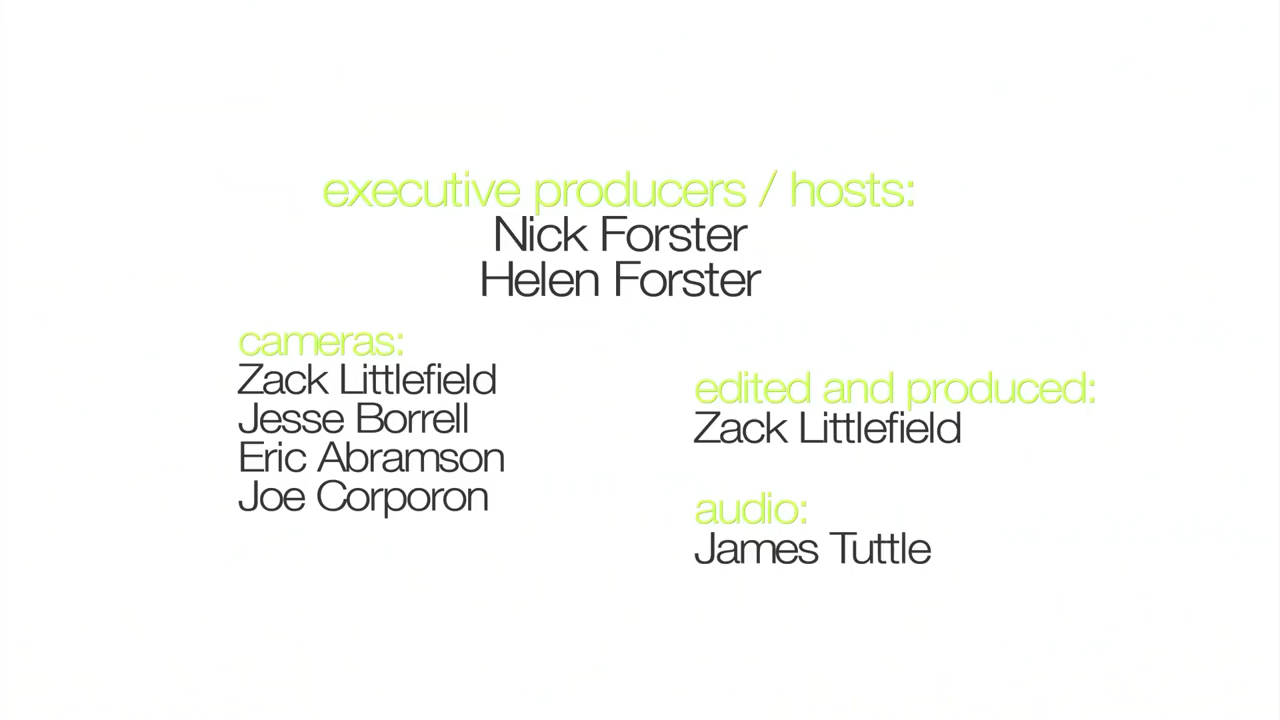 executive producers / hosts:
Nick Forster
Helen Forster
cameras:
Zack Littlefield
Jesse Borrell
Eric Abramson
Joe Corporon
edited and produced:
Zack Littlefield
audio:
James Tuttle